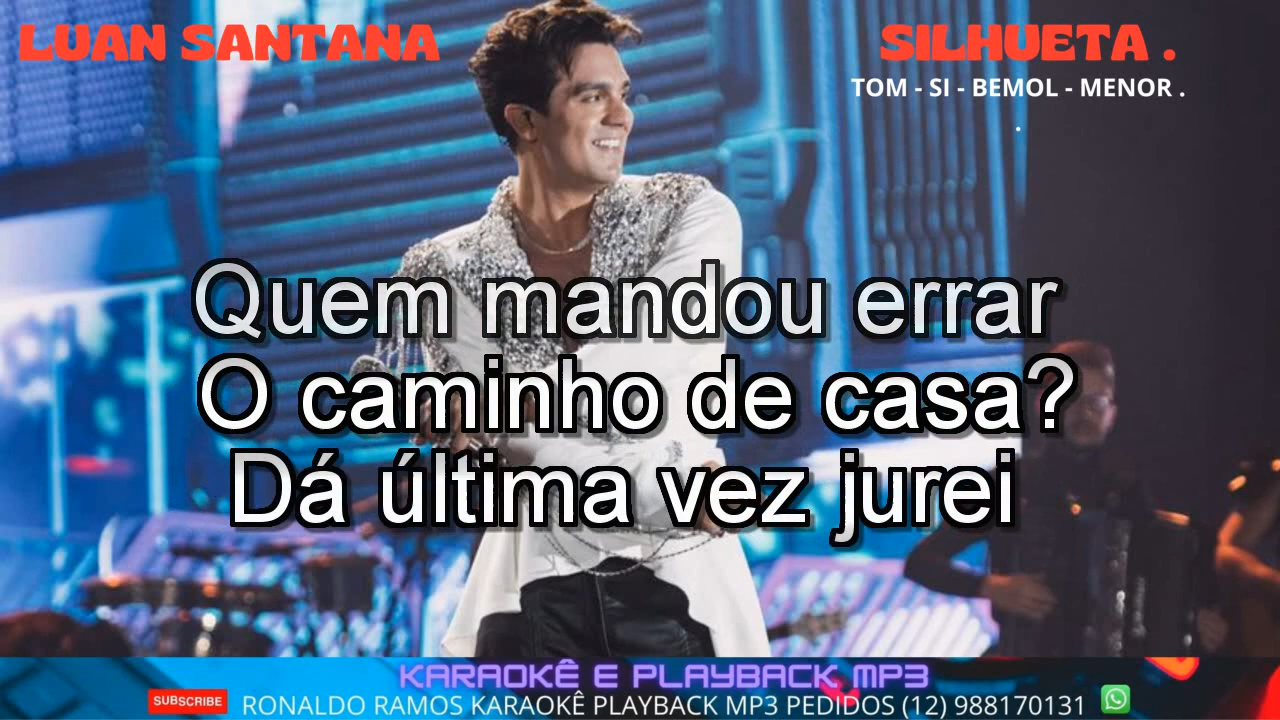 LUAN SANTANA
SILHUETA .
TOM - SI - BEMOL - MENOR .
.
Quem mandou errar
O caminho de casa?
Dá última vez jurei
KARAOKÊ E PLAYBACK MP3
SUBSCRIBE
RONALDO RAMOS KARAOKÊ PLAYBACK MP3 PEDIDOS (12) 988170131